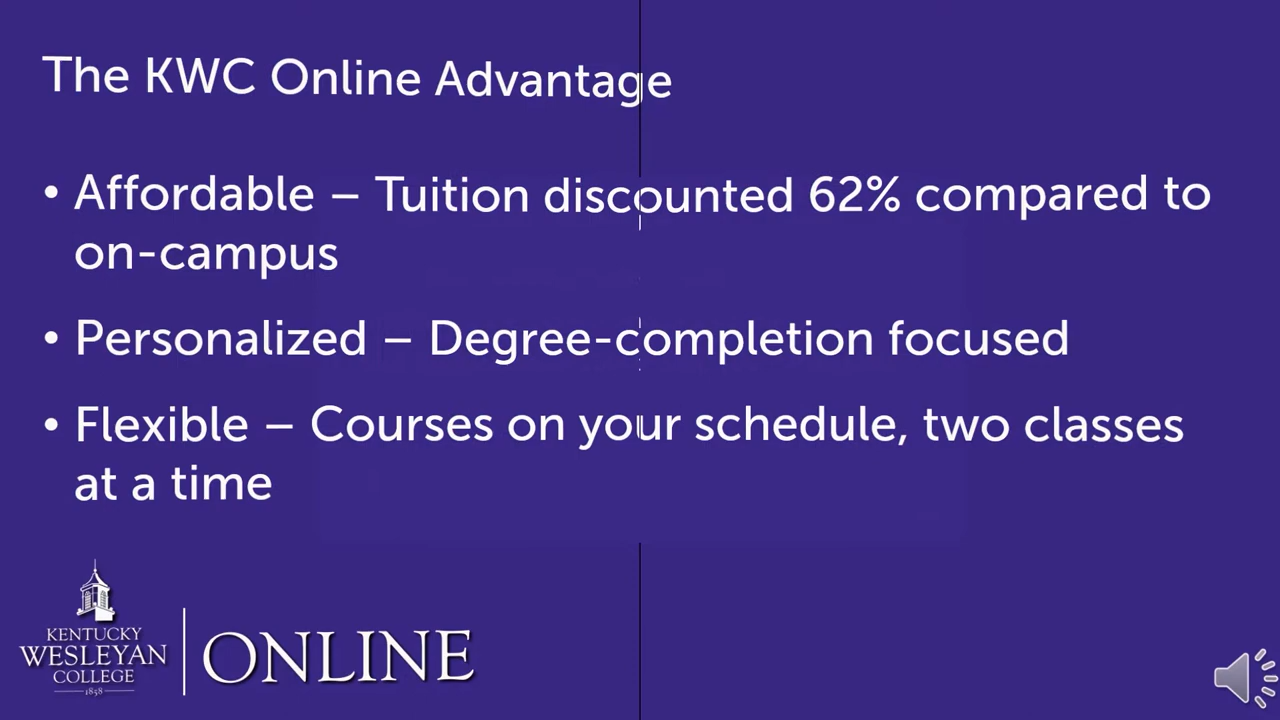 The KWC Online Advantage
• Affordable – Tuition discounted 62% compared to
on-campus
• Personalized – Degree-completion focused
• Flexible – Courses on your schedule, two classes
at a time
KENTUCKY
WESLEYAN
COLLEGE
1858
ONLINE